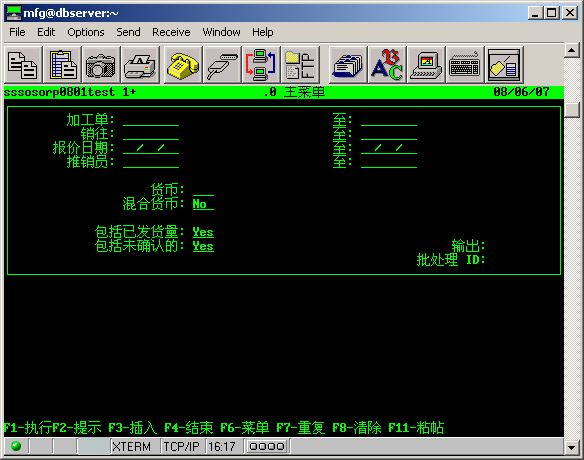 mfg@dbserver:~
File Edit Options Send Receive Window Help
sssosorp0801test 1+ .0 主菜单 08/06/07
加工单: 至:
销往: 至:
报价日期: / / 至: / /
推销员: 至:
货币:
混合货币: No
包括已发货量: Yes
包括未确认的: Yes 输出:
批处理 ID:
F1-执行F2-提示 F3-插入 F4-结束 F6-菜单 F7-重复 F8-清除 F11-粘帖
XTERM TCP/IP 16:17